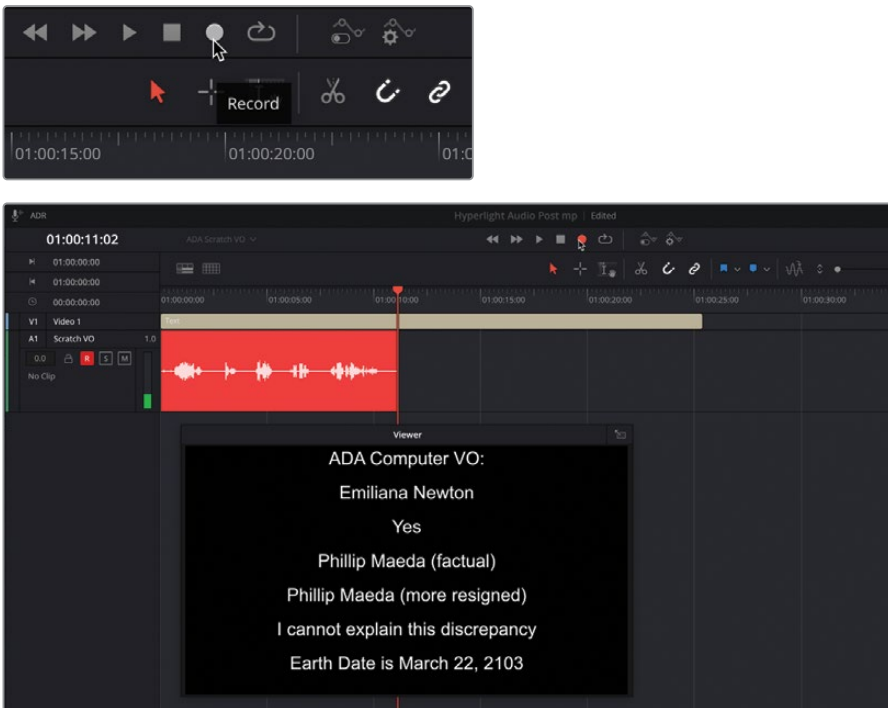 Record
01:00:15:00 01:00:20:00 01:0
ADR Hyperlight Audio Post mp Edited
01:00:11:02 ADA Scratch VO
01:00:00:00
01:00:00:00
00:00:00:00
01:00:00:00 01:00:05:00 01:00:10:00 01:00:15:00 01:00:20:00 01:00:25:00 01:00:30:00
V1 Video 1 Text
A1 Scratch VO 1.0
0.0 R S M
No Clip
Viewer
ADA Computer VO:
Emiliana Newton
Yes
Phillip Maeda (factual)
Phillip Maeda (more resigned)
I cannot explain this discrepancy
Earth Date is March 22, 2103